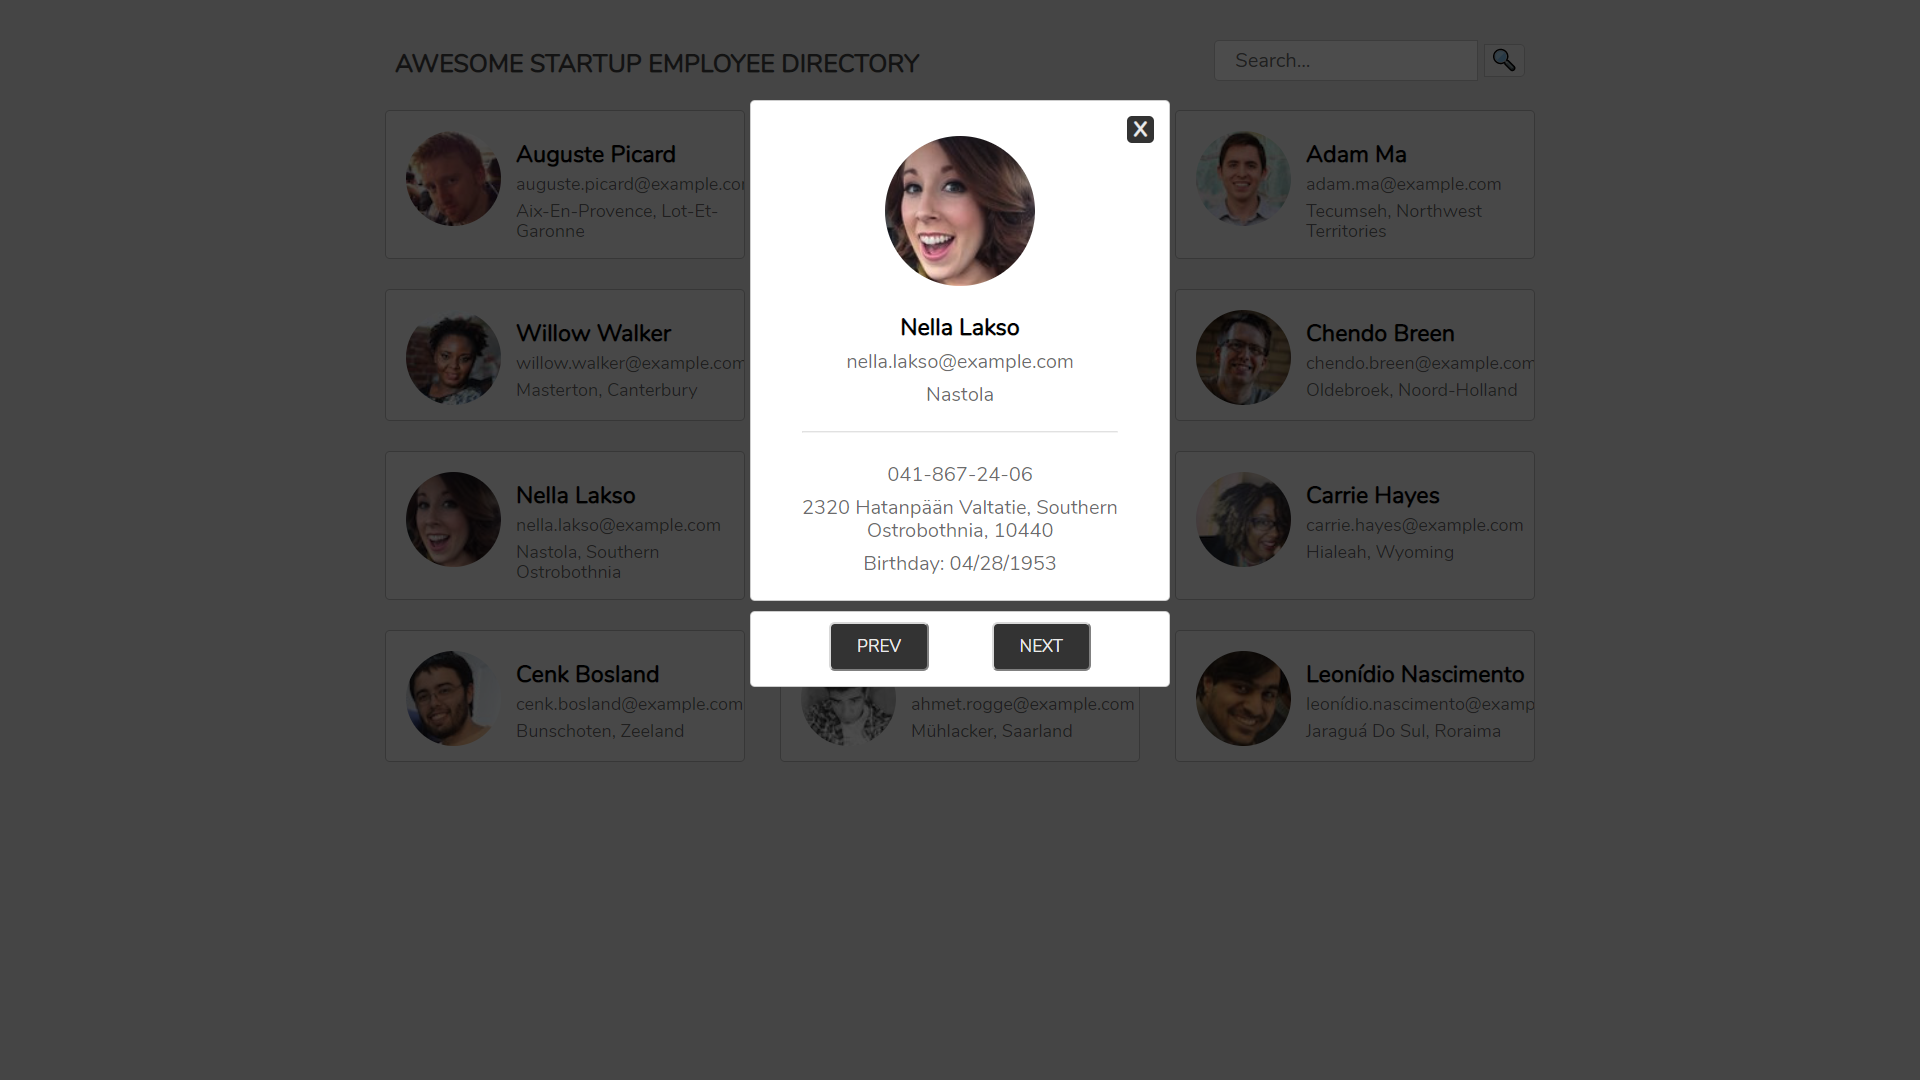 AWESOME STARTUP EMPLOYEE DIRECTORY
Search...
Auguste Picard
auguste.picard@example.co
Aix-En-Provence, Lot-Et-
Garonne
X
Nella Lakso
nella.lakso@example.com
Nastola
041-867-24-06
2320 Hatanpään Valtatie, Southern
Ostrobothnia, 10440
Birthday: 04/28/1953
PREV
NEXT
Adam Ma
adam.ma@example.com
Tecumseh, Northwest
Territories
Willow Walker
willow.walker@example.com
Masterton, Canterbury
Chendo Breen
chendo.breen@example.com
Oldebroek, Noord-Holland
Nella Lakso
nella.lakso@example.com
Nastola, Southern
Ostrobothnia
Carrie Hayes
carrie.hayes@example.com
Hialeah, Wyoming
Cenk Bosland
cenk.bosland@example.com
Bunschoten, Zeeland
ahmet.rogge@example.com
Mühlacker, Saarland
Leonídio Nascimento
leonídio.nascimento@examp
Jaraguá Do Sul, Roraima